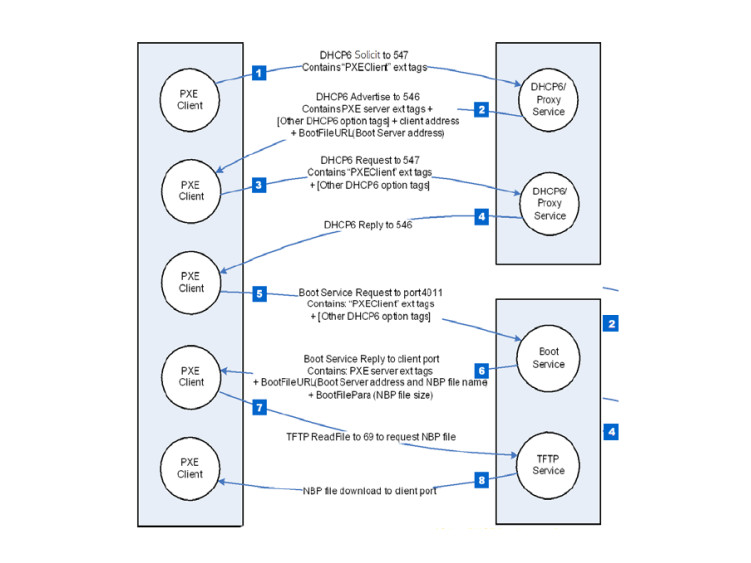 DHCP6 Solicit to 547
Contains "PXEClient" ext tags
1
PXE
Client
DHCP6/
Proxy
Service
DHCP6 Advertise to 546
Contains PXE server ext tags +
[Other DHCP6 option tags] + client address
+ BootFileURL(Boot Server address)
2
DHCP6 Request to 547
Contains "PXEClient" ext tags
+ [Other DHCP6 option tags]
3
PXE
Client
DHCP6/
Proxy
Service
4
DHCP6 Reply to 546
PXE
Client
5
Boot Service Request to port4011
Contains: "PXEClient" ext tags
+ [Other DHCP6 option tags]
2
Boot
Service
Boot Service Reply to client port
Contains: PXE server ext tags
+ BootFileURL(Boot Server address and NBP file name
+ BootFilePara (NBP file size)
6
PXE
Client
7
4
TFTP ReadFile to 69 to request NBP file
PXE
Client
TFTP
Service
8
NBP file download to client port